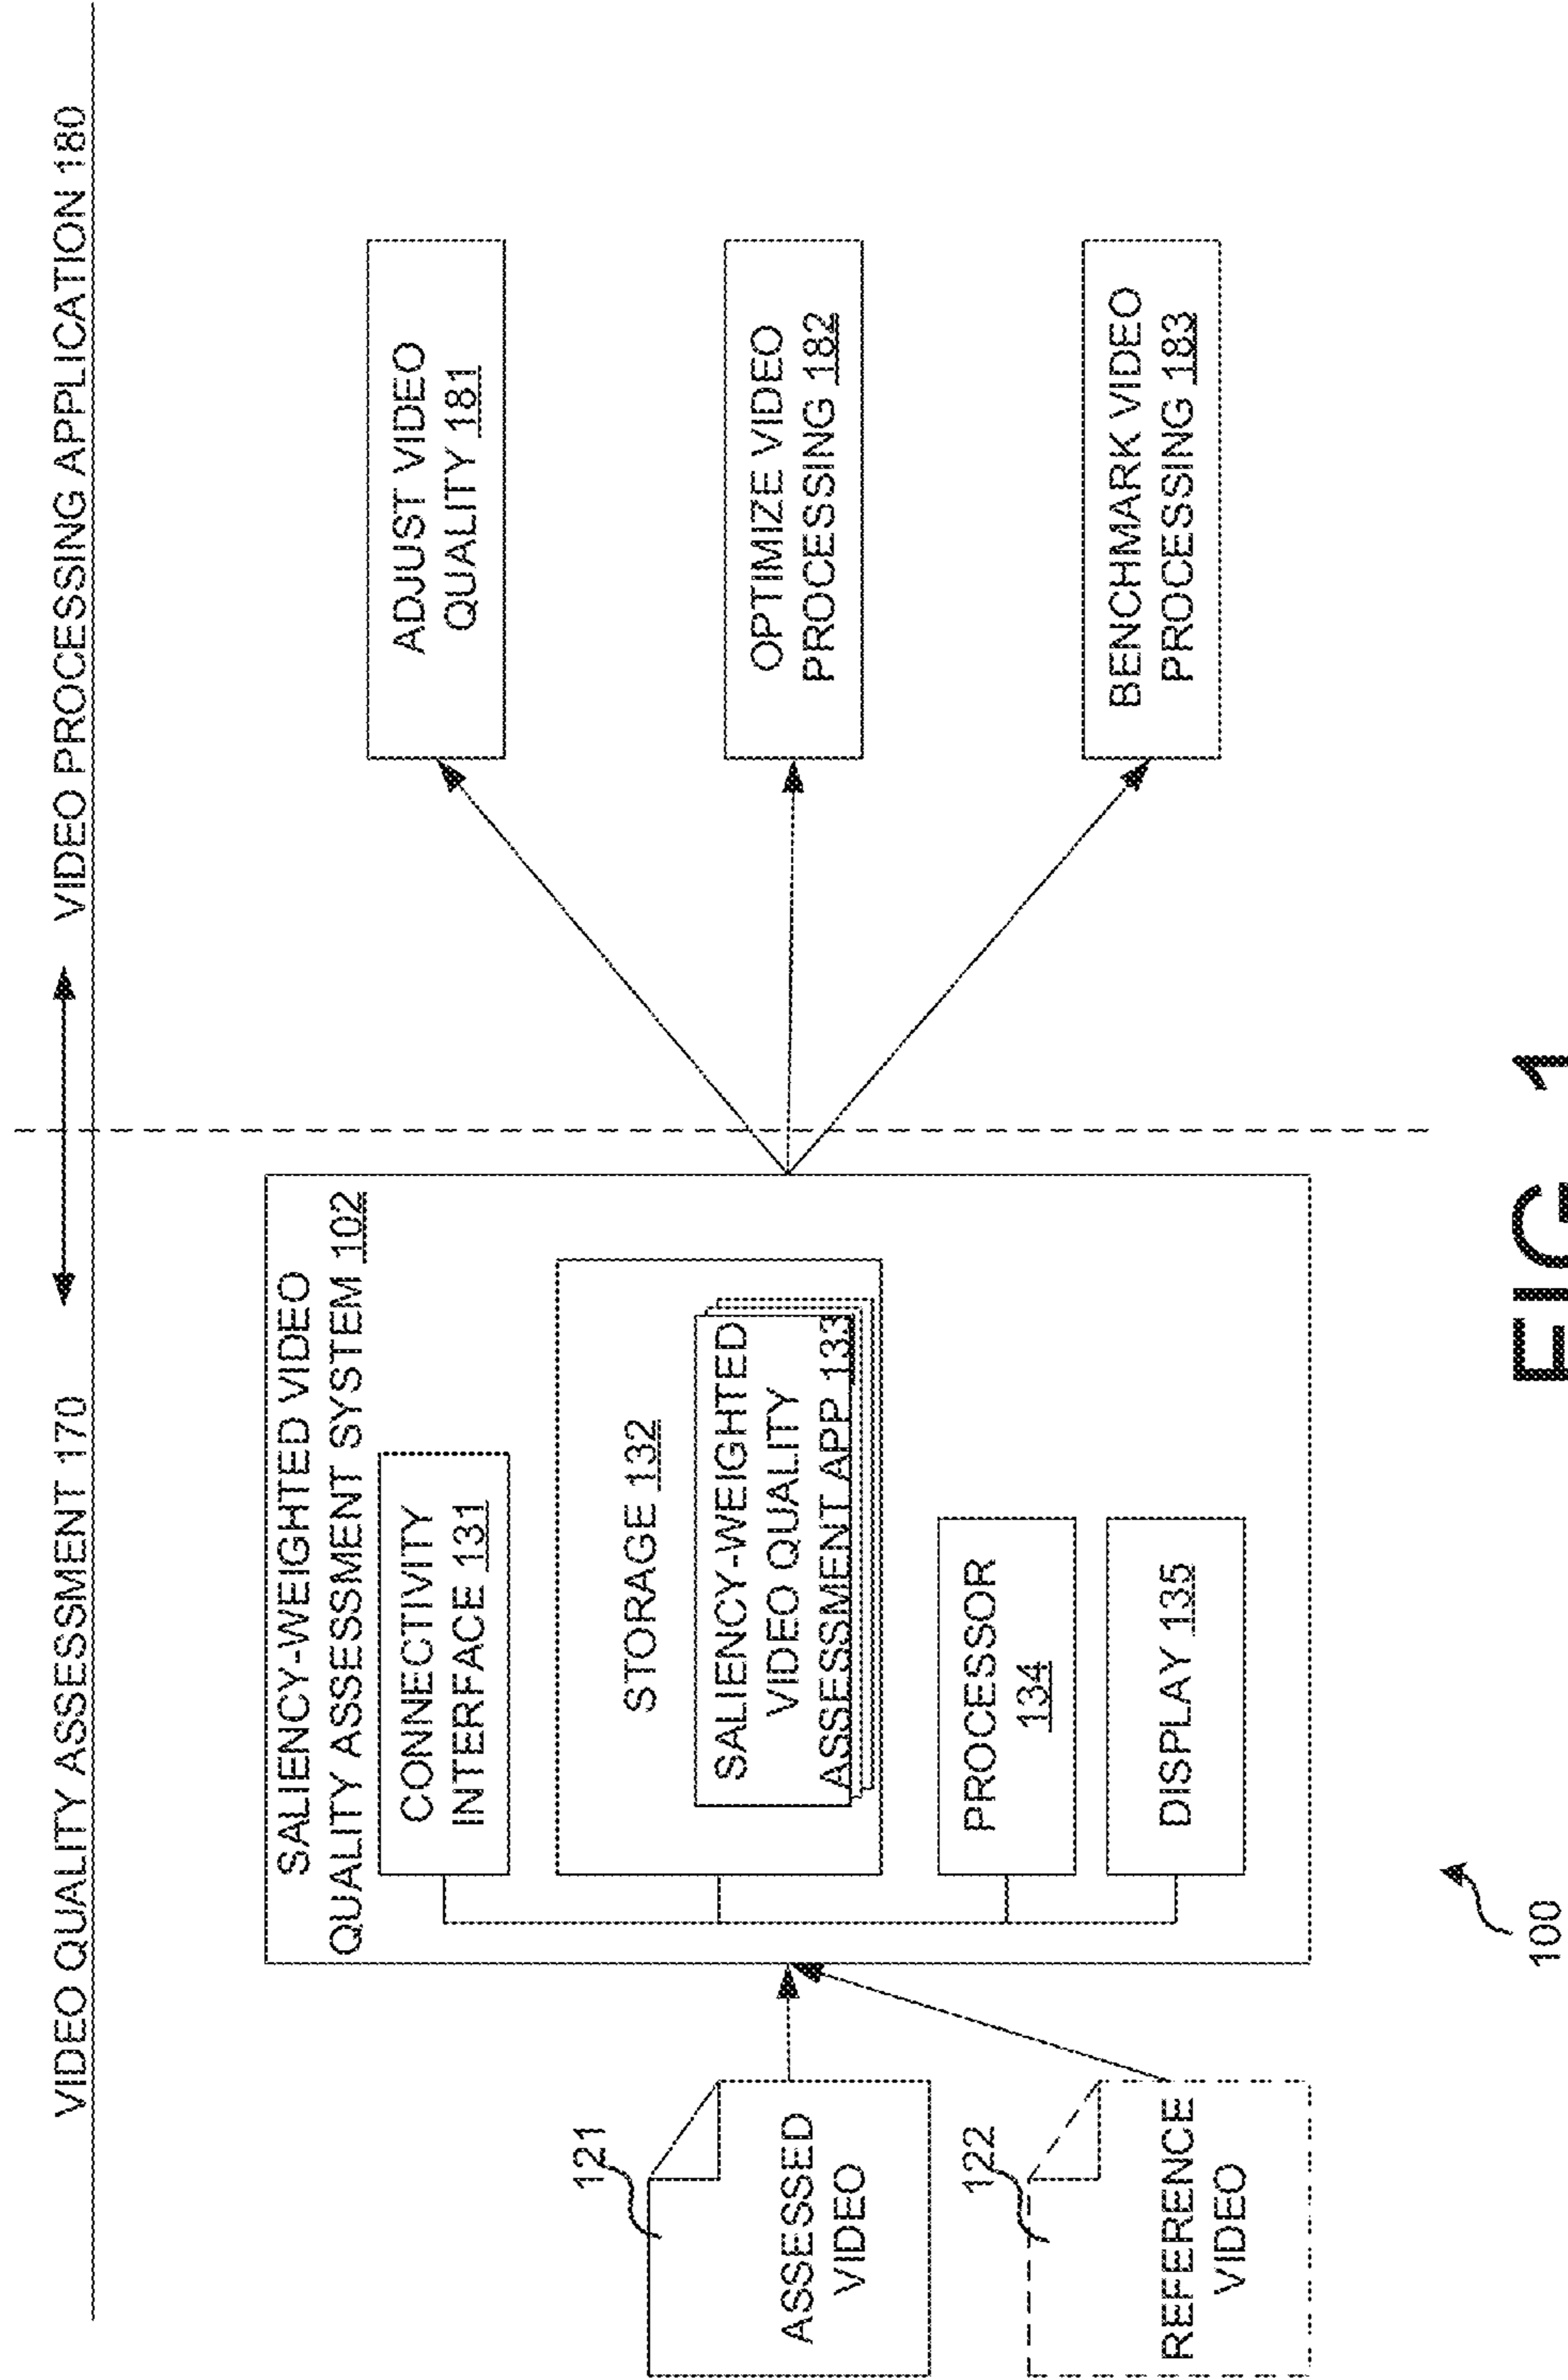 VIDEO QUALITY ASSESSMENT 170
VIDEO PROCESSING APPLICATION 180
121
ASSESSED
VIDEO
122
REFERENCE
VIDEO
SALIENCY-WEIGHTED VIDEO
QUALITY ASSESSMENT SYSTEM 102
CONNECTIVITY
INTERFACE 131
STORAGE 132
SALIENCY-WEIGHTED
VIDEO QUALITY
ASSESSMENT APP 133
PROCESSOR
134
DISPLAY 135
ADJUST VIDEO
QUALITY 181
OPTIMIZE VIDEO
PROCESSING 182
BENCHMARK VIDEO
PROCESSING 183
100
FIG 1